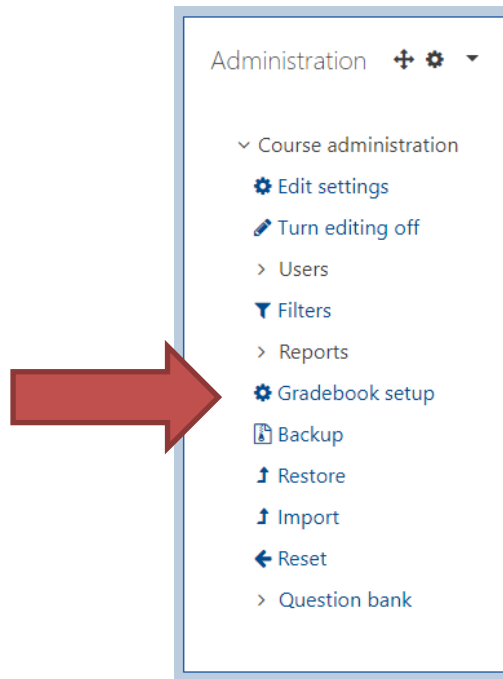 Administration
Course administration
Edit settings
Turn editing off
Users
Filters
Reports
Gradebook setup
Backup
Restore
Import
Reset
Question bank